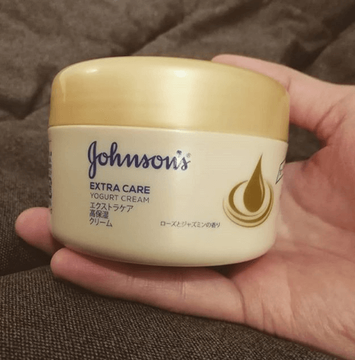 Johnson's
EXTRA CARE
YOGURT CREAM
エクストラケア
高保湿
クリーム
ローズとジャスミンの香り